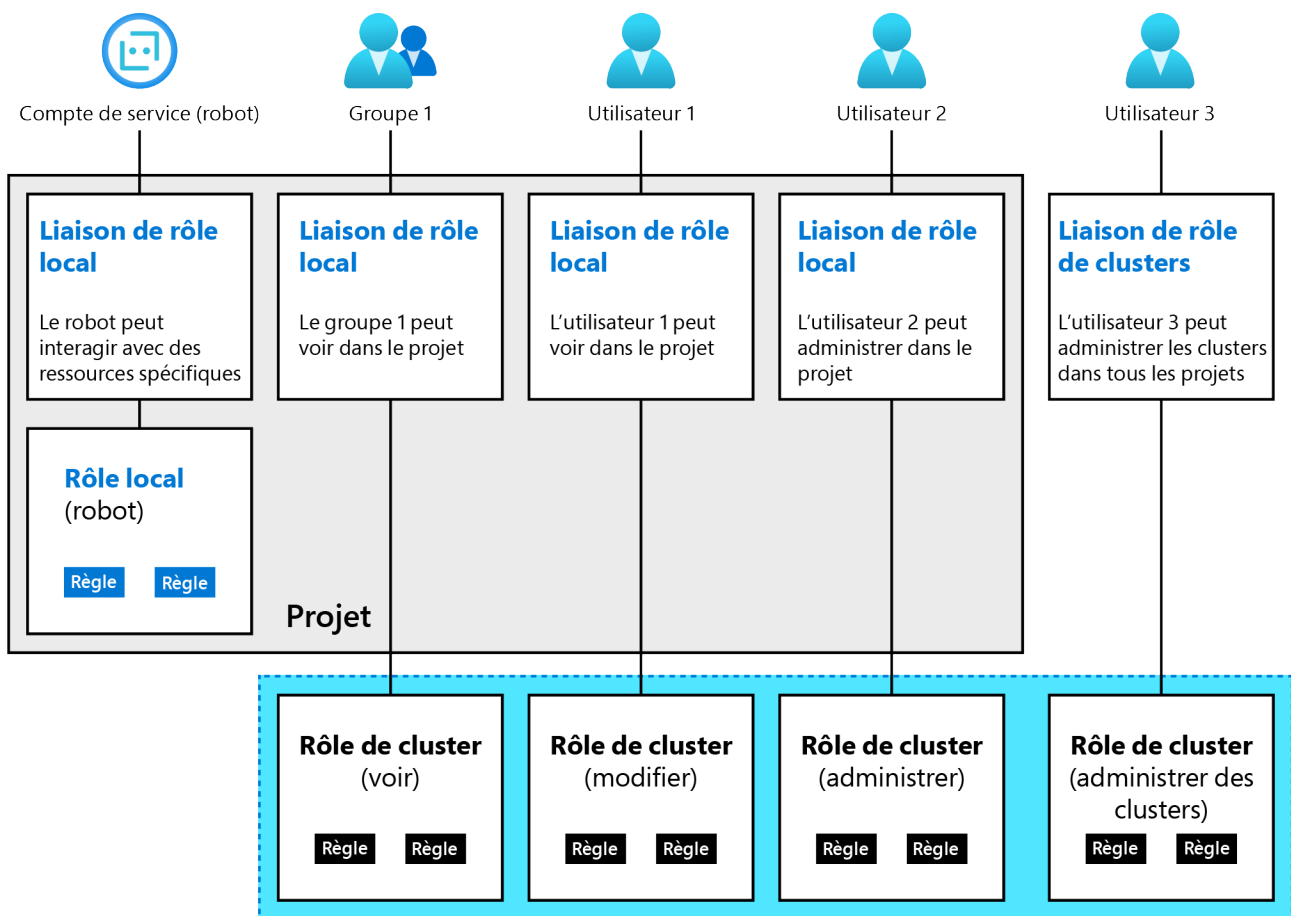 Compte de service (robot)
Groupe 1
Utilisateur 1
Utilisateur 2
Utilisateur 3
Liaison de rôle
local
Le robot peut
interagir avec des
ressources spécifiques
Liaison de rôle
local
Le groupe 1 peut
voir dans le projet
Liaison de rôle
local
L’utilisateur 1 peut
voir dans le projet
Liaison de rôle
local
L’utilisateur 2 peut
administrer dans le
projet
Liaison de rôle
de clusters
L’utilisateur 3 peut
administrer les clusters
dans tous les projets
Rôle local
(robot)
Règle
Règle
Projet
Rôle de cluster
(voir)
Règle
Règle
Rôle de cluster
(modifier)
Règle
Règle
Rôle de cluster
(administrer)
Règle
Règle
Rôle de cluster
(administrer des
clusters)
Règle
Règle